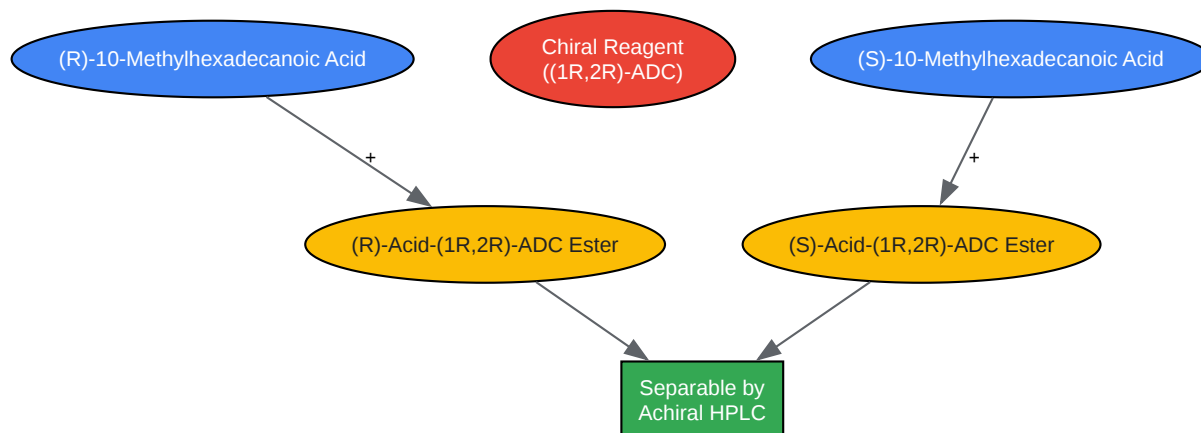 (R)-10-Methylhexadecanoic Acid
Chiral Reagent
((1R,2R)-ADC)
(S)-10-Methylhexadecanoic Acid
+
+
(R)-Acid-(1R,2R)-ADC Ester
(S)-Acid-(1R,2R)-ADC Ester
Separable by
Achiral HPLC